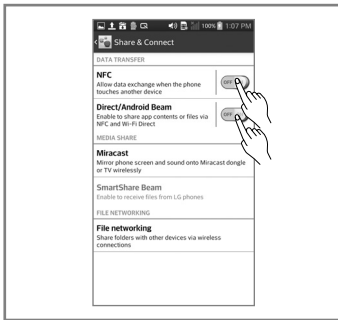 100% 1:07 PM
Share & Connect
DATA TRANSFER
NFC
Allow data exchange when the phone
touches another device
OFF
Direct/Android Beam
Enable to share app contents or files via
NFC and Wi-Fi Direct
OFF
MEDIA SHARE
Miracast
Mirror phone screen and sound onto Miracast dongle
or TV wirelessly
SmartShare Beam
Enable to receive files from LG phones
FILE NETWORKING
File networking
Share folders with other devices via wireless
connections